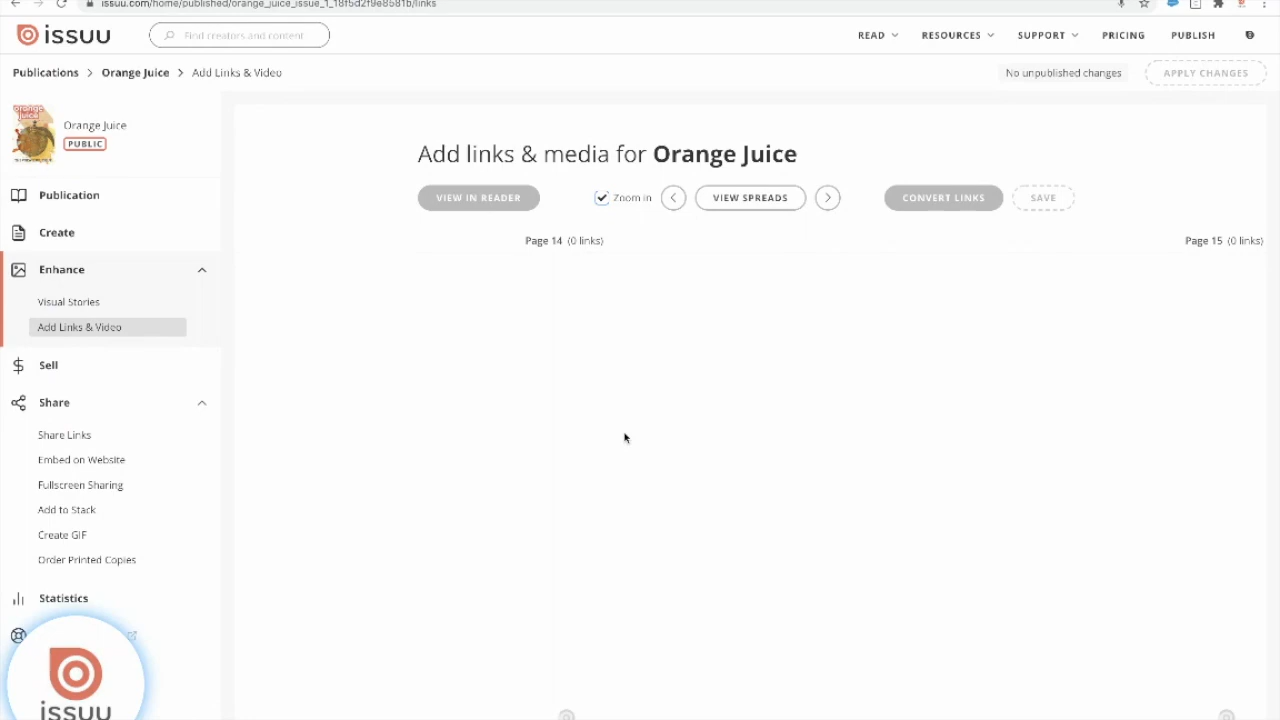 issuu.com/home/published/orange_juice_issue_1_18f5d2f9e8581b/links
issuu
Find creators and content
READ
RESOURCES
SUPPORT
PRICING
PUBLISH
Publications > Orange Juice > Add Links & Video
No unpublished changes
APPLY CHANGES
orange juice
Orange Juice
PUBLIC
Add links & media for Orange Juice
VIEW IN READER
Zoom in
VIEW SPREADS
CONVERT LINKS
SAVE
Page 14 (0 links)
Page 15 (0 links)
Publication
Create
Enhance
Visual Stories
Add Links & Video
Sell
Share
Share Links
Embed on Website
Fullscreen Sharing
Add to Stack
Create GIF
Order Printed Copies
Statistics
issuu